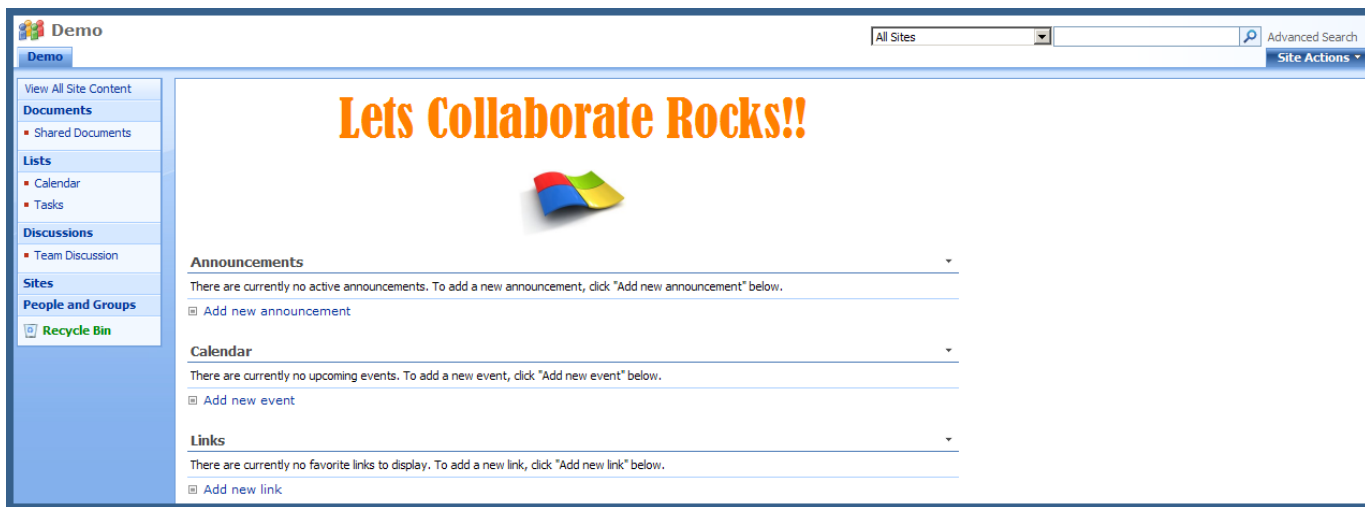 Demo
All Sites
Advanced Search
Demo
Site Actions
View All Site Content
Documents
Shared Documents
Lists
Calendar
Tasks
Discussions
Team Discussion
Sites
People and Groups
Recycle Bin
Lets Collaborate Rocks!!
Announcements
There are currently no active announcements. To add a new announcement, click "Add new announcement" below.
Add new announcement
Calendar
There are currently no upcoming events. To add a new event, click "Add new event" below.
Add new event
Links
There are currently no favorite links to display. To add a new link, click "Add new link" below.
Add new link